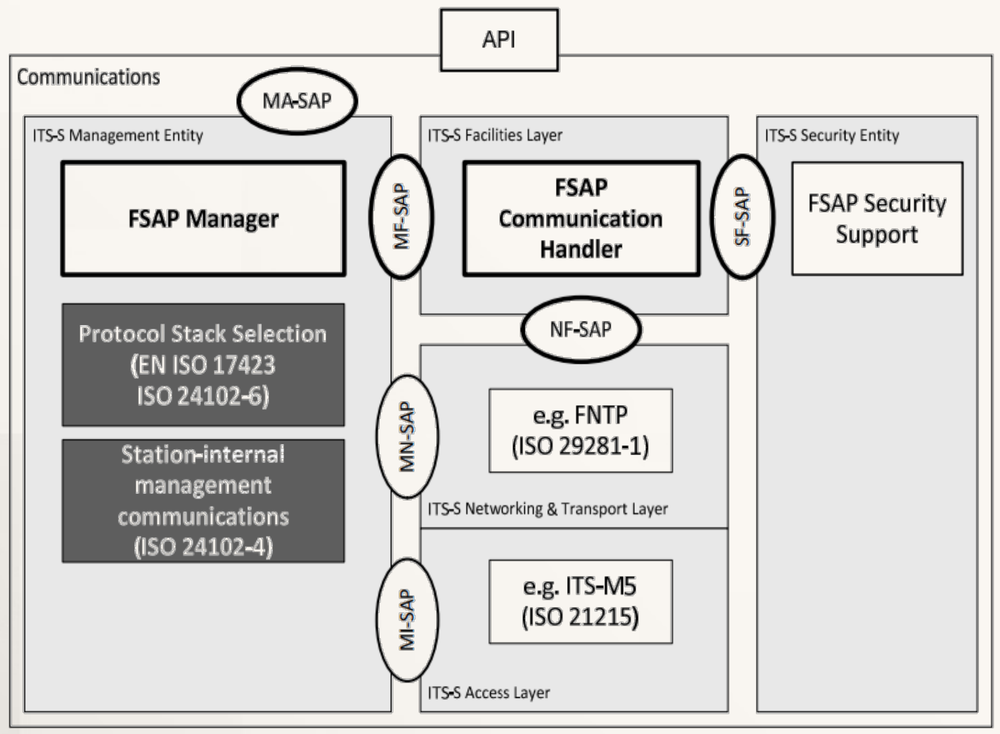 API
Communications
MA-SAP
ITS-S Management Entity
FSAP Manager
Protocol Stack Selection
(EN ISO 17423
ISO 24102-6)
Station-internal
management
communications
(ISO 24102-4)
MF-SAP
MN-SAP
MI-SAP
ITS-S Facilities Layer
FSAP
Communication
Handler
NF-SAP
e.g. FNTP
(ISO 29281-1)
ITS-S Networking & Transport Layer
e.g. ITS-M5
(ISO 21215)
ITS-S Access Layer
SF-SAP
ITS-S Security Entity
FSAP Security
Support